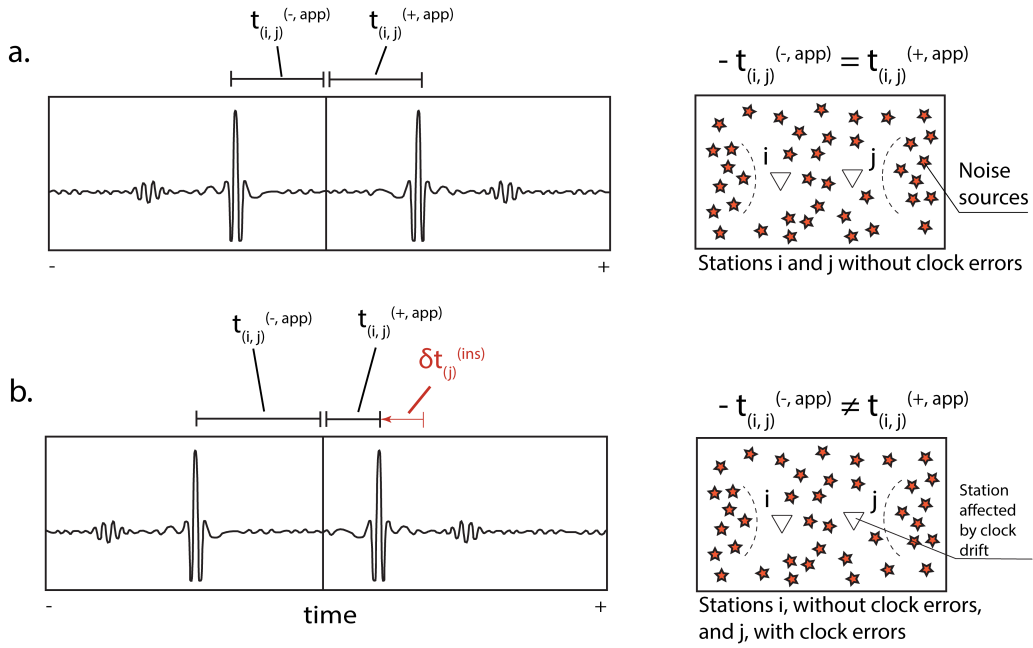 a.
t(i, j)(-, app)
t(i, j)(+, app)
- t(i, j)(-, app) = t(i, j)(+, app)
i
j
Noise
sources
- +
Stations i and j without clock errors
b.
t(i, j)(-, app)
t(i, j)(+, app)
δt(j)(ins)
- t(i, j)(-, app) ≠ t(i, j)(+, app)
i
j
Station
affected
by clock
drift
- +
time
Stations i, without clock errors,
and j, with clock errors